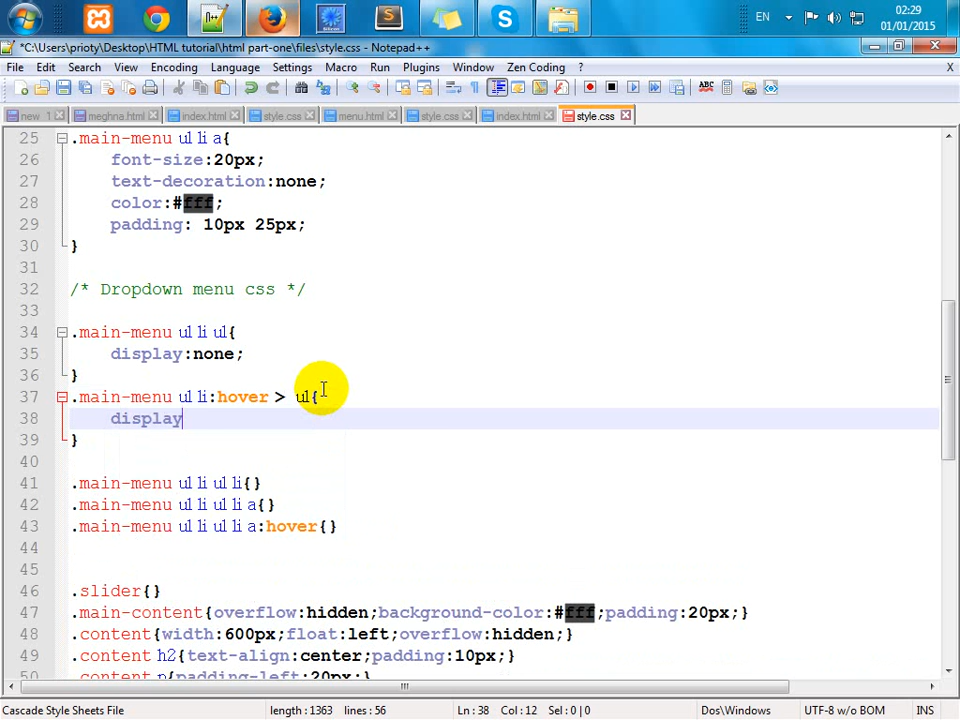 EN
02:29
01/01/2015
*C:\Users\prioty\Desktop\HTML tutorial\html part-one\files\style.css - Notepad++
File Edit Search View Encoding Language Settings Macro Run Plugins Window Zen Coding ? X
new 1 meghna.html index.html style.css menu.html style.css index.html style.css
25 .main-menu ul li a{
26 font-size:20px;
27 text-decoration:none;
28 color:#fff;
29 padding: 10px 25px;
30 }
31
32 /* Dropdown menu css */
33
34 .main-menu ul li ul{
35 display:none;
36 }
37 .main-menu ul li:hover > ul{
38 display
39 }
40
41 .main-menu ul li ul li{}
42 .main-menu ul li ul li a{}
43 .main-menu ul li ul li a:hover{}
44
45
46 .slider{}
47 .main-content{overflow:hidden;background-color:#fff;padding:20px;}
48 .content{width:600px;float:left;overflow:hidden;}
49 .content h2{text-align:center;padding:10px;}
50 .content p{padding-left:20px;}
Cascade Style Sheets File length : 1363 lines : 56 Ln : 38 Col : 12 Sel : 0 | 0 Dos\Windows UTF-8 w/o BOM INS